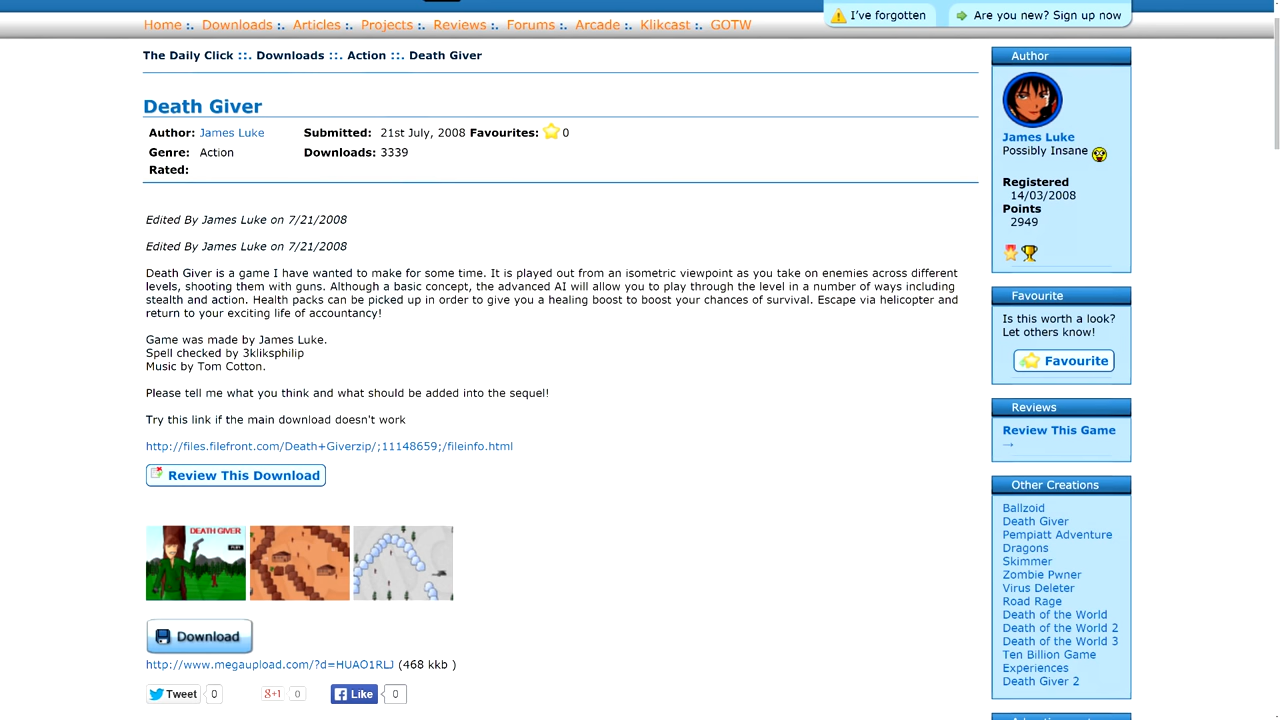 I've forgotten
Are you new? Sign up now
Home :. Downloads :. Articles :. Projects :. Reviews :. Forums :. Arcade :. Klikcast :. GOTW
The Daily Click ::. Downloads ::. Action ::. Death Giver
Death Giver
Author: James Luke Submitted: 21st July, 2008 Favourites: 0
Genre: Action Downloads: 3339
Rated:
Edited By James Luke on 7/21/2008
Edited By James Luke on 7/21/2008
Death Giver is a game I have wanted to make for some time. It is played out from an isometric viewpoint as you take on enemies across different
levels, shooting them with guns. Although a basic concept, the advanced AI will allow you to play through the level in a number of ways including
stealth and action. Health packs can be picked up in order to give you a healing boost to boost your chances of survival. Escape via helicopter and
return to your exciting life of accountancy!
Game was made by James Luke.
Spell checked by 3kliksphilip
Music by Tom Cotton.
Please tell me what you think and what should be added into the sequel!
Try this link if the main download doesn't work
http://files.filefront.com/Death+Giverzip/;11148659;/fileinfo.html
Review This Download
DEATH GIVER
PLAY
Download
http://www.megaupload.com/?d=HUAO1RLJ (468 kkb )
Tweet 0 g+1 0 Like 0
Author
James Luke
Possibly Insane
Registered
14/03/2008
Points
2949
Favourite
Is this worth a look?
Let others know!
Favourite
Reviews
Review This Game
→
Other Creations
Ballzoid
Death Giver
Pempiatt Adventure
Dragons
Skimmer
Zombie Pwner
Virus Deleter
Road Rage
Death of the World
Death of the World 2
Death of the World 3
Ten Billion Game
Experiences
Death Giver 2